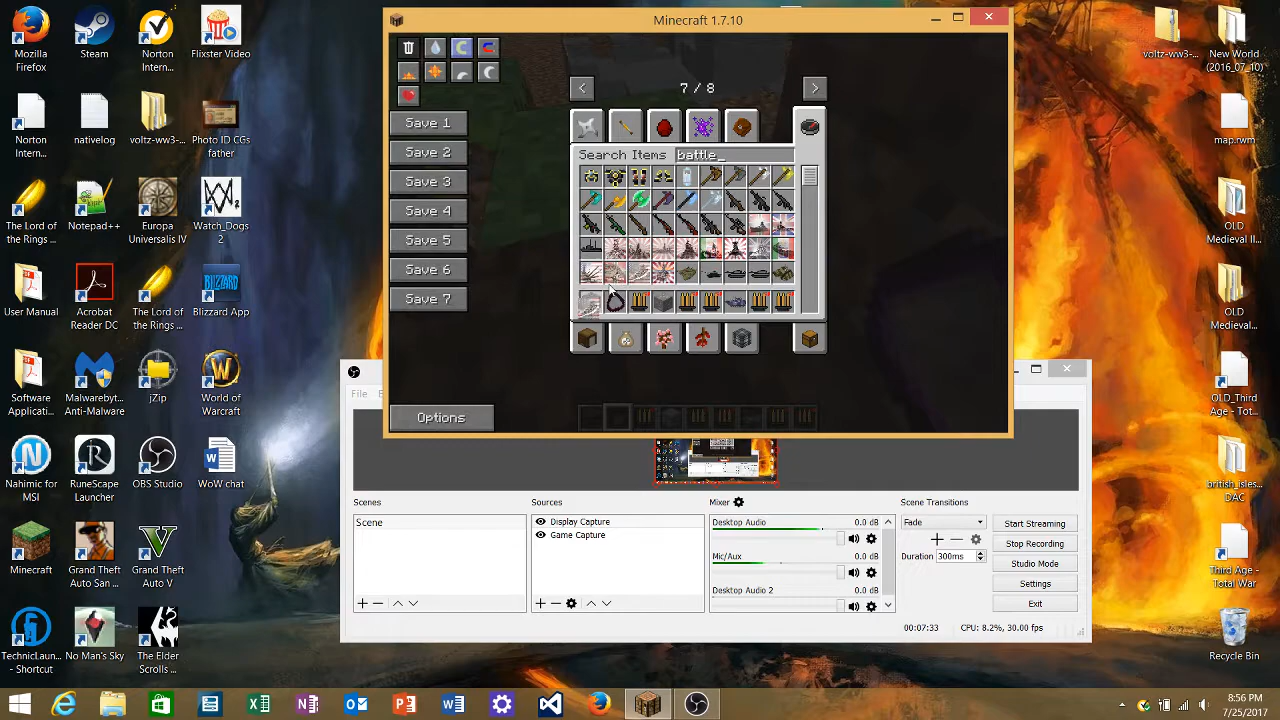 Mozilla
Firefox
Steam
Norton
Intern...
Flixster Video
Norton
Intern...
nativelog
voltz-ww3-...
Photo ID CGs
father
The Lord of
the Rings ...
Notepad++
Europa
Universalis IV
Watch_Dogs
2
User Manual
Acrobat
Reader DC
The Lord of
the Rings ...
Blizzard App
Software
Applicati...
Malwareby...
Anti-Malware
jZip
World of
Warcraft
Nahimic for
MSI
RuneScape
Launcher
OBS Studio
WoW chat
Minecraft
Grand Theft
Auto San ...
Grand Theft
Auto V
TechnicLaun...
- Shortcut
No Man's Sky
The Elder
Scrolls ...
Minecraft 1.7.10
7 / 8
Save 1
Save 2
Save 3
Save 4
Save 5
Save 6
Save 7
Search Items battle_
Options
File
Scenes
Scene
Sources
Display Capture
Game Capture
Mixer
Desktop Audio 0.0 dB
Mic/Aux 0.0 dB
Desktop Audio 2 0.0 dB
Scene Transitions
Fade
Duration 300ms
Start Streaming
Stop Recording
Studio Mode
Settings
Exit
00:07:33 CPU: 8.2%, 30.00 fps
voltz-ww3-...
New World
(2016_07_10)
map.rwm
OLD
Medieval II...
OLD
Medieval...
OLD_Third
Age - Tot...
british_isles...
DAC
Third Age -
Total War
Recycle Bin
8:56 PM
7/25/2017